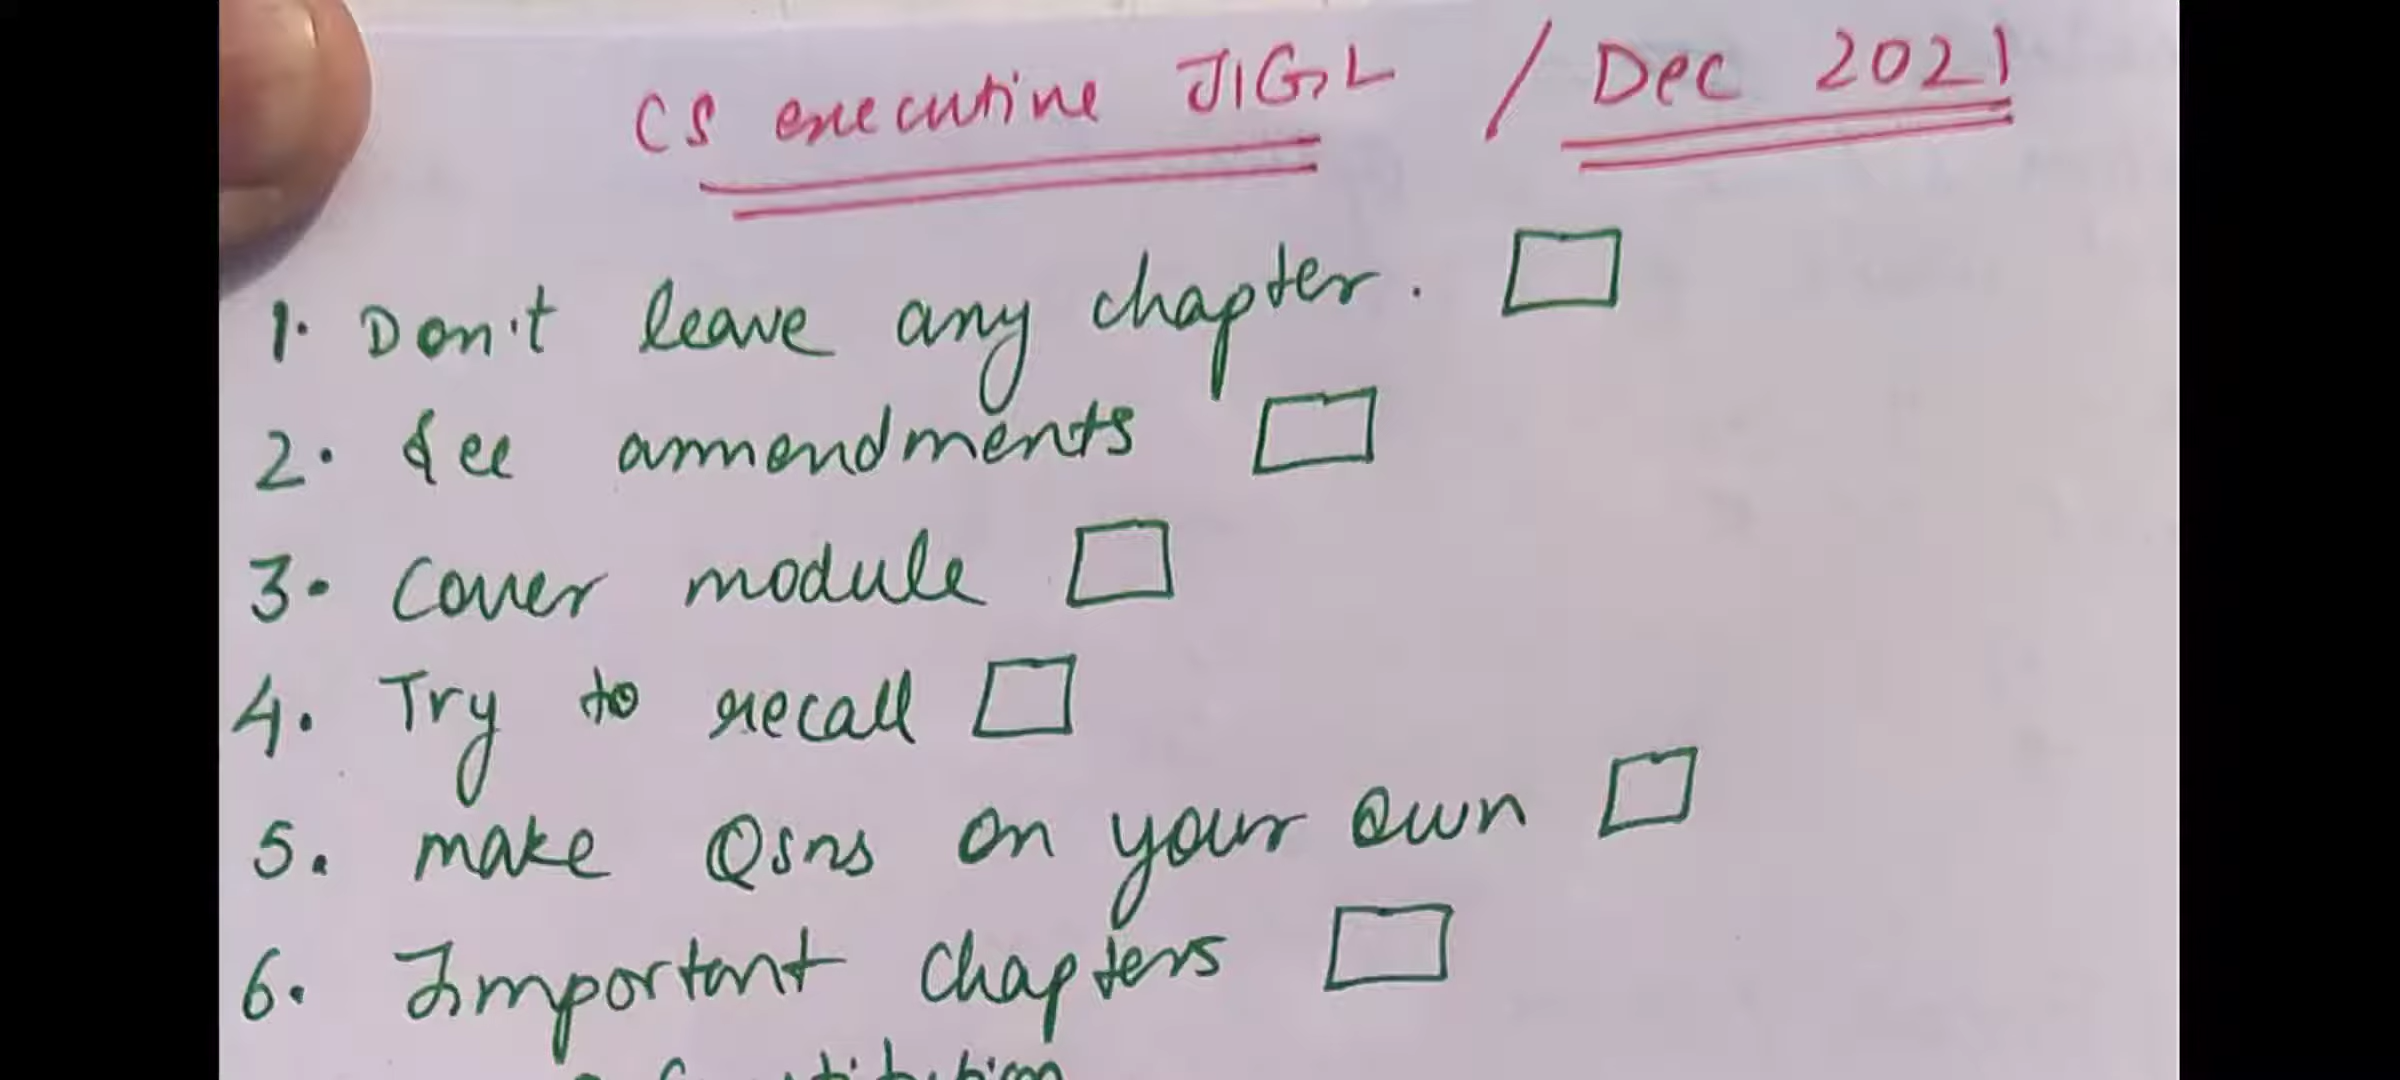 CS executive JIGL / Dec 2021
1. Don't leave any chapter.
2. See ammendments
3. Cover module
4. Try to recall
5. make Qsns on your own
6. Important chapters
Constitution